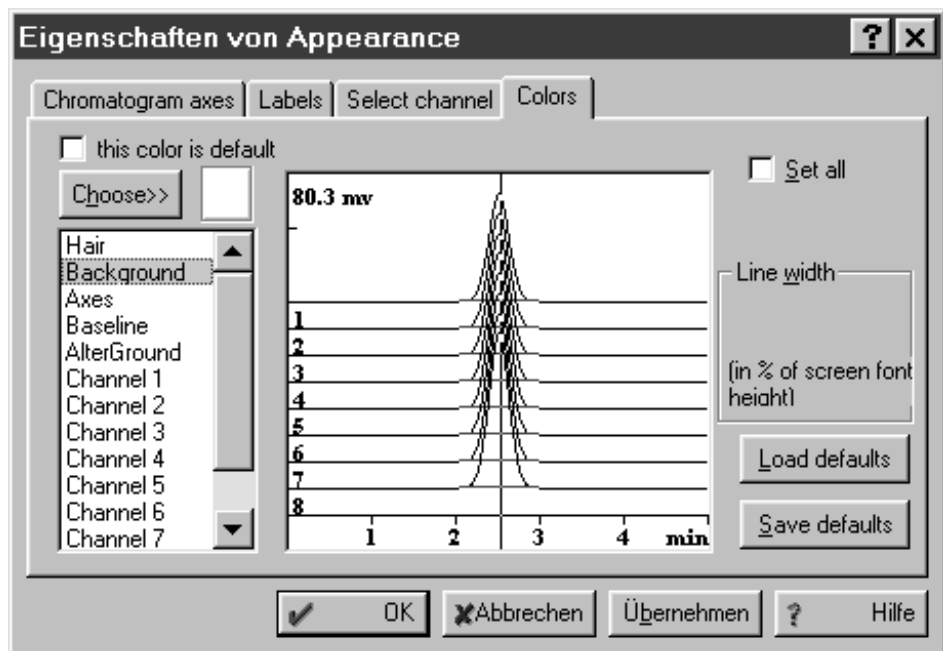 Eigenschaften von Appearance
? ×
Chromatogram axes
Labels
Select channel
Colors
this color is default
Choose>>
Set all
Hair
Background
Axes
Baseline
AlterGround
Channel 1
Channel 2
Channel 3
Channel 4
Channel 5
Channel 6
Channel 7
80.3 mv
1
2
3
4
5
6
7
8
1 2 3 4 min
Line width
(in % of screen font
height)
Load defaults
Save defaults
OK
Abbrechen
Übernehmen
? Hilfe